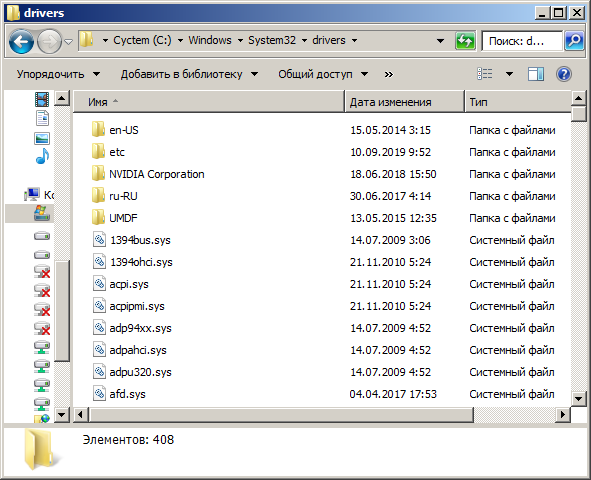 drivers
Cyctem (C:) Windows System32 drivers Поиск: d...
Упорядочить Добавить в библиотеку Общий доступ »
Имя Дата изменения Тип
en-US 15.05.2014 3:15 Папка с файлами
etc 10.09.2019 9:52 Папка с файлами
NVIDIA Corporation 18.06.2018 15:50 Папка с файлами
ru-RU 30.06.2017 4:14 Папка с файлами
UMDF 13.05.2015 12:35 Папка с файлами
1394bus.sys 14.07.2009 3:06 Системный файл
1394ohci.sys 21.11.2010 5:24 Системный файл
acpi.sys 21.11.2010 5:24 Системный файл
acpipmi.sys 21.11.2010 5:24 Системный файл
adp94xx.sys 14.07.2009 4:52 Системный файл
adpahci.sys 14.07.2009 4:52 Системный файл
adpu320.sys 14.07.2009 4:52 Системный файл
afd.sys 04.04.2017 17:53 Системный файл
Элементов: 408